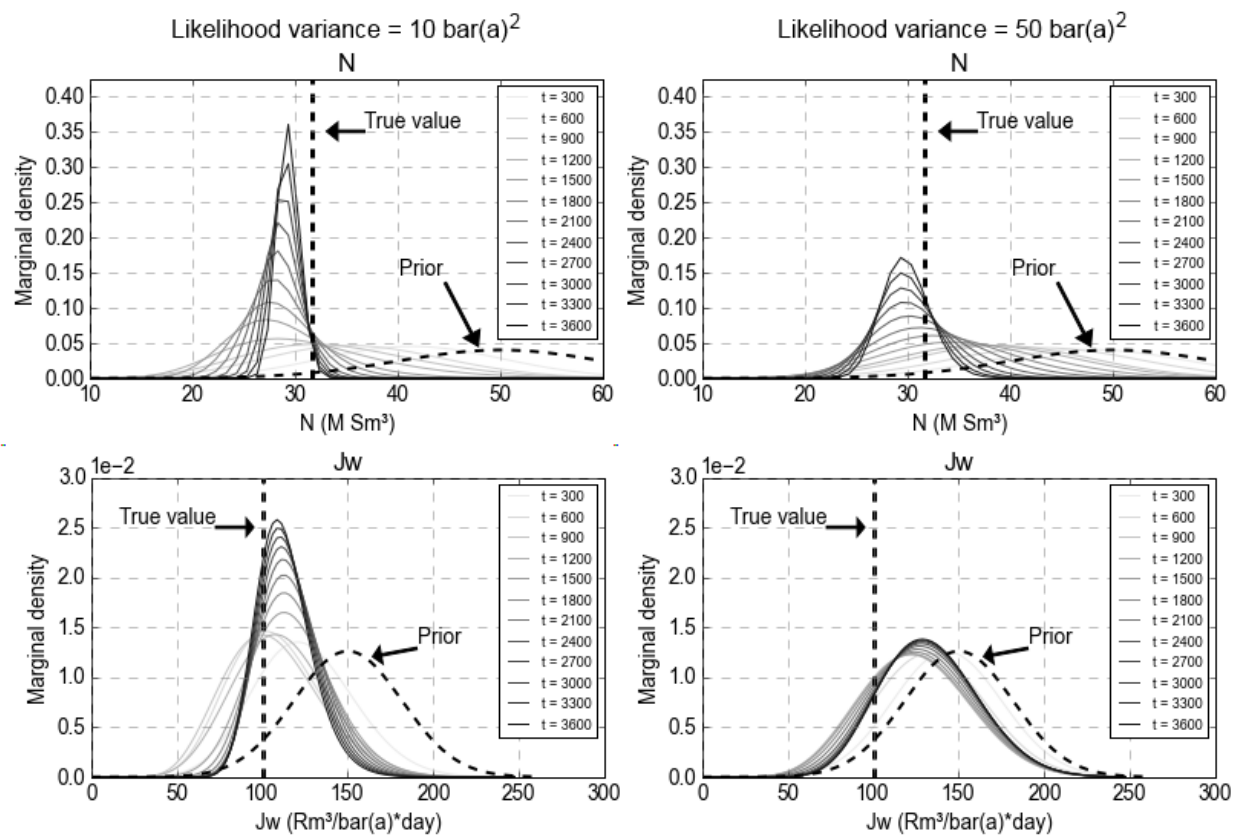 Likelihood variance = 10 bar(a)²
N
0.40
0.35
0.30
0.25
0.20
0.15
0.10
0.05
0.00
Marginal density
True value
Prior
t = 300
t = 600
t = 900
t = 1200
t = 1500
t = 1800
t = 2100
t = 2400
t = 2700
t = 3000
t = 3300
t = 3600
10 20 30 40 50 60
N (M Sm³)
Likelihood variance = 50 bar(a)²
N
0.40
0.35
0.30
0.25
0.20
0.15
0.10
0.05
0.00
Marginal density
True value
Prior
t = 300
t = 600
t = 900
t = 1200
t = 1500
t = 1800
t = 2100
t = 2400
t = 2700
t = 3000
t = 3300
t = 3600
10 20 30 40 50 60
N (M Sm³)
Jw
1e−2
3.0
2.5
2.0
1.5
1.0
0.5
0.0
Marginal density
True value
Prior
t = 300
t = 600
t = 900
t = 1200
t = 1500
t = 1800
t = 2100
t = 2400
t = 2700
t = 3000
t = 3300
t = 3600
0 50 100 150 200 250 300
Jw (Rm³/bar(a)*day)
Jw
1e−2
3.0
2.5
2.0
1.5
1.0
0.5
0.0
Marginal density
True value
Prior
t = 300
t = 600
t = 900
t = 1200
t = 1500
t = 1800
t = 2100
t = 2400
t = 2700
t = 3000
t = 3300
t = 3600
0 50 100 150 200 250 300
Jw (Rm³/bar(a)*day)